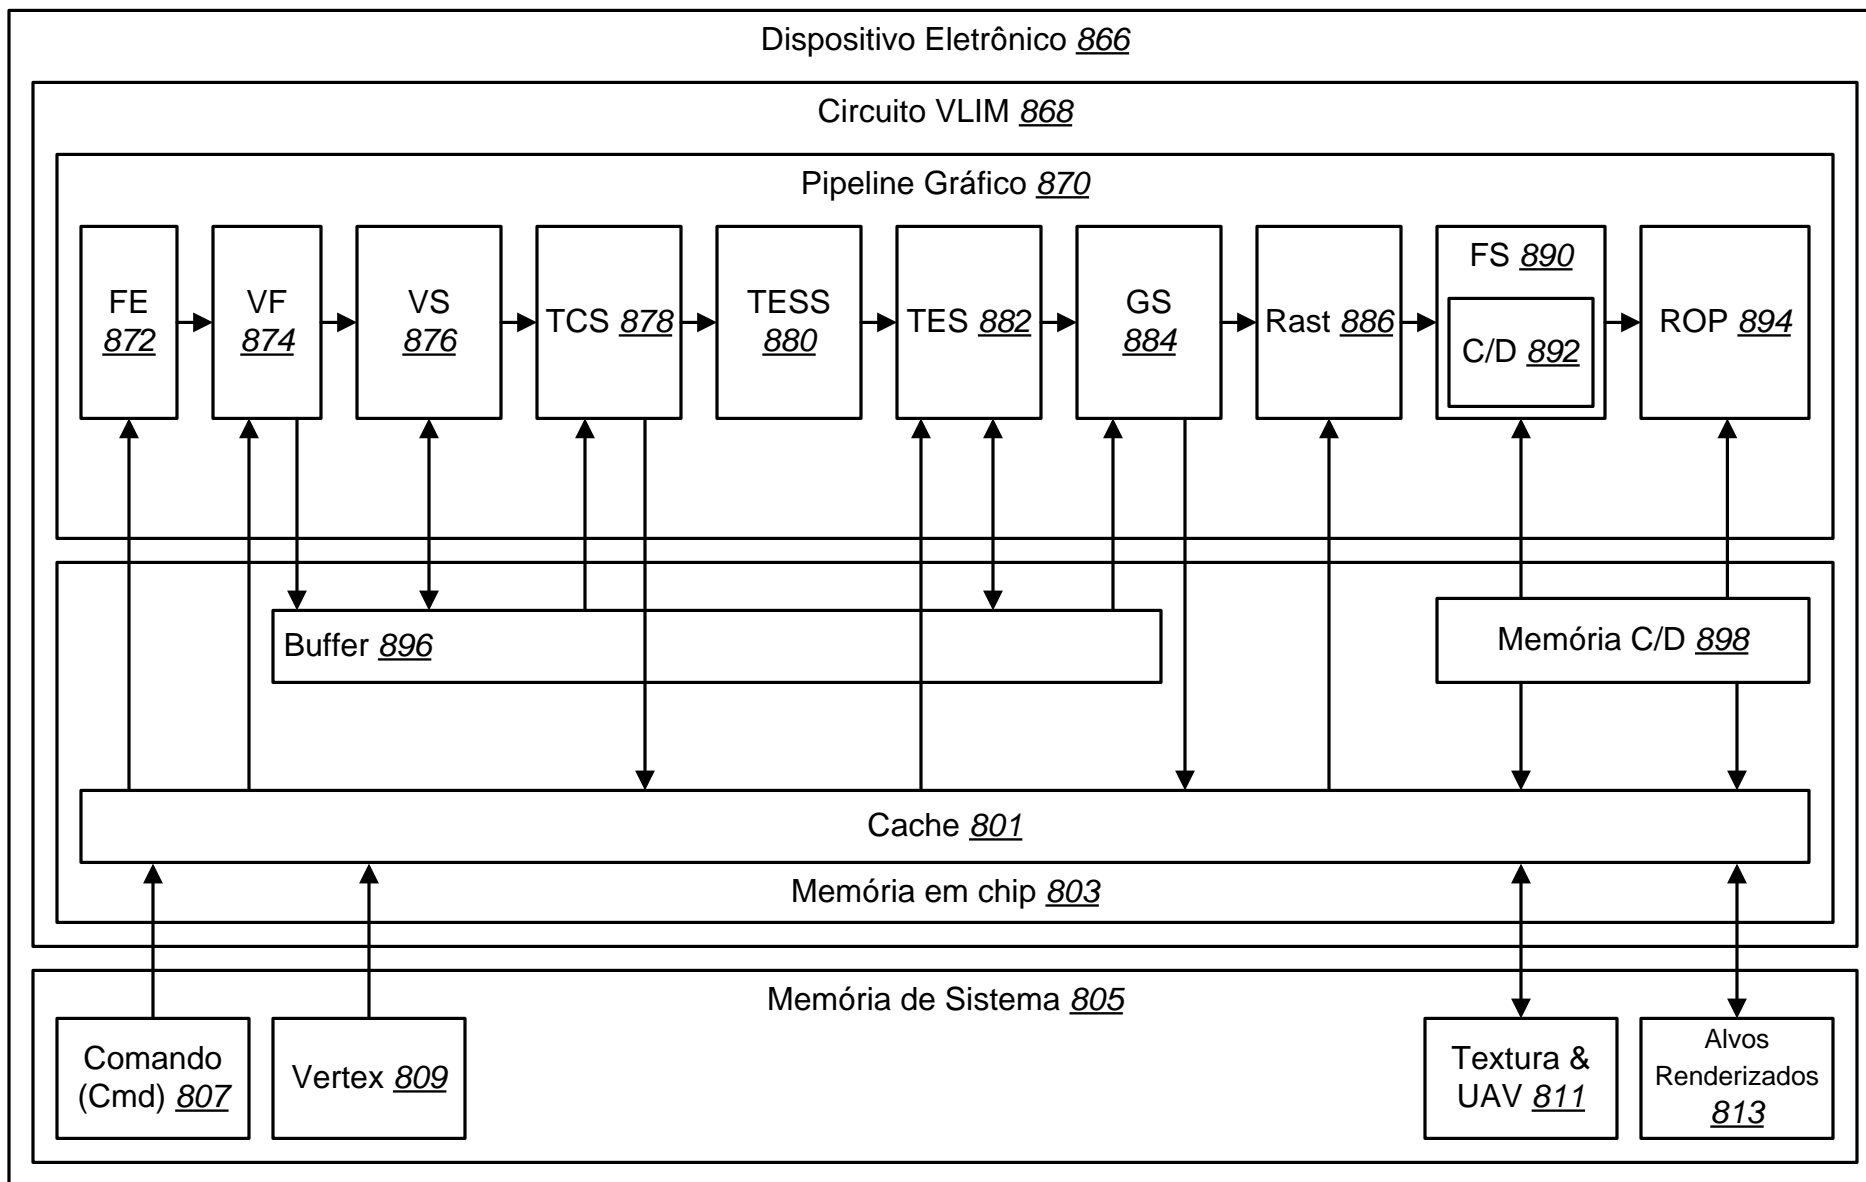 Dispositivo Eletrônico 866
Circuito VLIM 868
Pipeline Gráfico 870
FE
872
VF
874
VS
876
TCS 878
TESS
880
TES 882
GS
884
Rast 886
FS 890
C/D 892
ROP 894
Buffer 896
Memória C/D 898
Cache 801
Memória em chip 803
Memória de Sistema 805
Comando
(Cmd) 807
Vertex 809
Textura &
UAV 811
Alvos
Renderizados
813